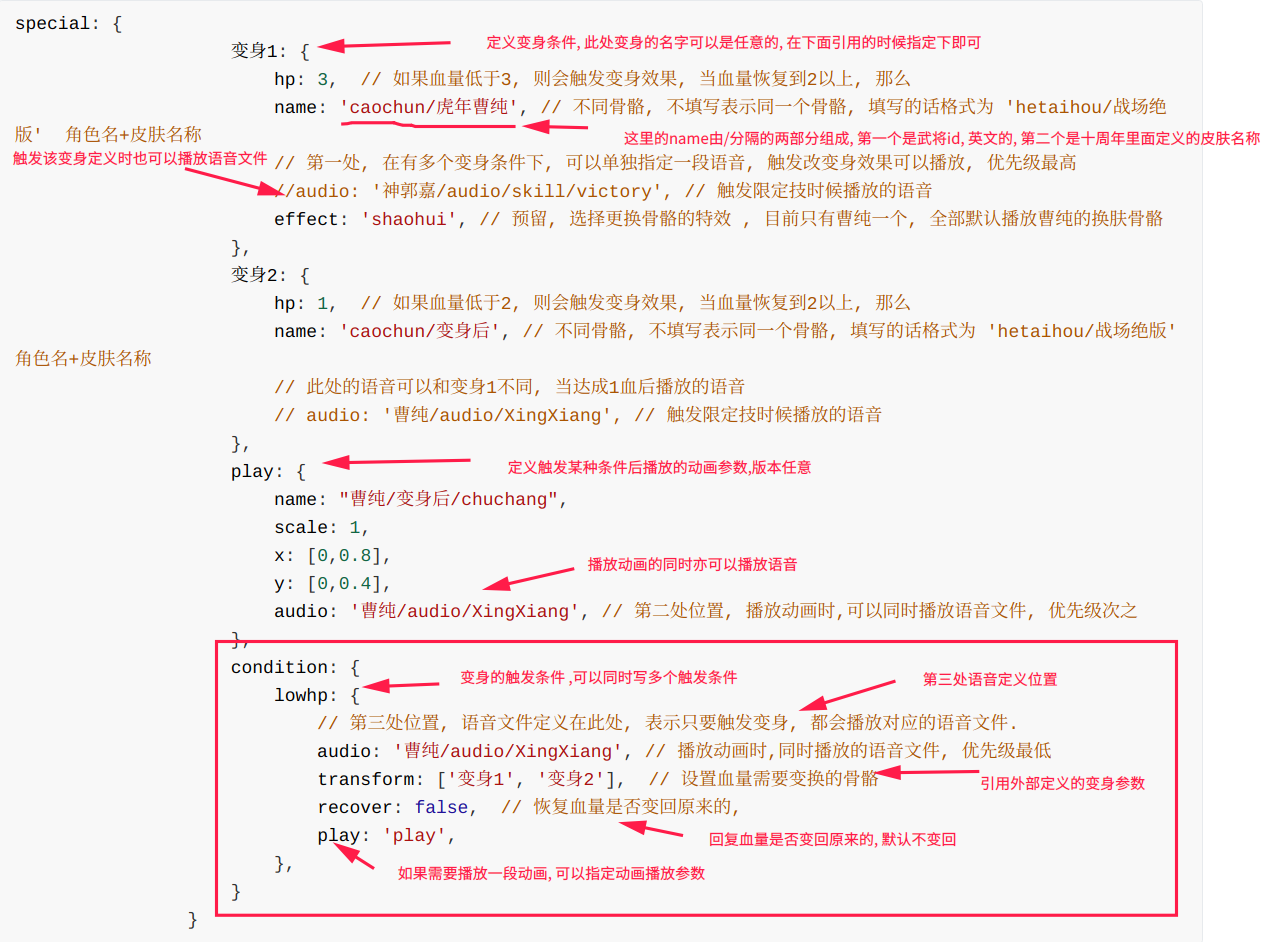 special: {
变身1: {
定义变身条件, 此处变身的名字可以是任意的, 在下面引用的时候指定下即可
hp: 3,  // 如果血量低于3, 则会触发变身效果, 当血量恢复到2以上, 那么
name: 'caochun/虎年曹纯', // 不同骨骼, 不填写表示同一个骨骼, 填写的话格式为 'hetaihou/战场绝
版'  角色名+皮肤名称
这里的name由/分隔的两部分组成, 第一个是武将id, 英文的, 第二个是十周年里面定义的皮肤名称
触发该变身定义时也可以播放语音文件
// 第一处, 在有多个变身条件下, 可以单独指定一段语音, 触发改变身效果可以播放, 优先级最高
//audio: '神郭嘉/audio/skill/victory', // 触发限定技时候播放的语音
effect: 'shaohui', // 预留, 选择更换骨骼的特效 , 目前只有曹纯一个, 全部默认播放曹纯的换肤骨骼
},
变身2: {
hp: 1,  // 如果血量低于2, 则会触发变身效果, 当血量恢复到2以上, 那么
name: 'caochun/变身后', // 不同骨骼, 不填写表示同一个骨骼, 填写的话格式为 'hetaihou/战场绝版'
角色名+皮肤名称
// 此处的语音可以和变身1不同, 当达成1血后播放的语音
// audio: '曹纯/audio/XingXiang', // 触发限定技时候播放的语音
},
play: {
定义触发某种条件后播放的动画参数,版本任意
name: "曹纯/变身后/chuchang",
scale: 1,
x: [0,0.8],
播放动画的同时亦可以播放语音
y: [0,0.4],
audio: '曹纯/audio/XingXiang', // 第二处位置, 播放动画时,可以同时播放语音文件, 优先级次之
},
condition: {
变身的触发条件 ,可以同时写多个触发条件
第三处语音定义位置
lowhp: {
// 第三处位置, 语音文件定义在此处, 表示只要触发变身, 都会播放对应的语音文件.
audio: '曹纯/audio/XingXiang', // 播放动画时,同时播放的语音文件, 优先级最低
transform: ['变身1', '变身2'],  // 设置血量需要变换的骨骼
引用外部定义的变身参数
recover: false,  // 恢复血量是否变回原来的,
play: 'play',
回复血量是否变回原来的, 默认不变回
},
如果需要播放一段动画, 可以指定动画播放参数
}
}